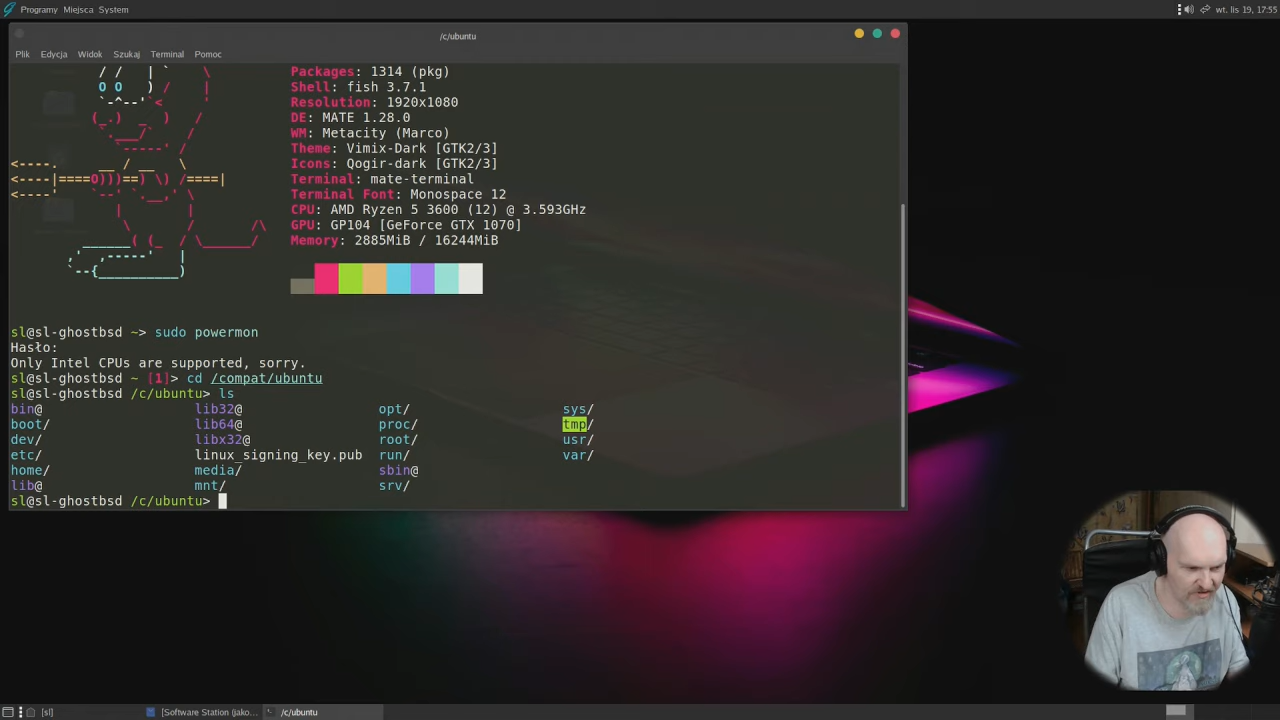 Programy Miejsca System
wt. lis 19, 17:55
/c/ubuntu
Plik Edycja Widok Szukaj Terminal Pomoc
Packages: 1314 (pkg)
Shell: fish 3.7.1
Resolution: 1920x1080
DE: MATE 1.28.0
WM: Metacity (Marco)
Theme: Vimix-Dark [GTK2/3]
Icons: Qogir-dark [GTK2/3]
Terminal: mate-terminal
Terminal Font: Monospace 12
CPU: AMD Ryzen 5 3600 (12) @ 3.593GHz
GPU: GP104 [GeForce GTX 1070]
Memory: 2885MiB / 16244MiB
sl@sl-ghostbsd ~> sudo powermon
Hasło:
Only Intel CPUs are supported, sorry.
sl@sl-ghostbsd ~ [1]> cd /compat/ubuntu
sl@sl-ghostbsd /c/ubuntu> ls
bin@ lib32@ opt/ sys/
boot/ lib64@ proc/ tmp/
dev/ libx32@ root/ usr/
etc/ linux_signing_key.pub run/ var/
home/ media/ sbin@
lib@ mnt/ srv/
sl@sl-ghostbsd /c/ubuntu>
[sl] [Software Station (jako... /c/ubuntu